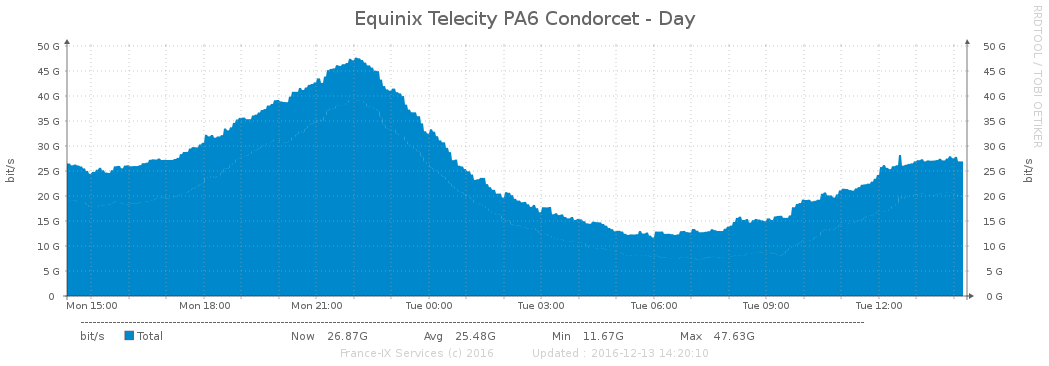 Equinix Telecity PA6 Condorcet - Day
RRDTOOL / TOBI OETIKER
bit/s
50 G 50 G
45 G 45 G
40 G 40 G
35 G 35 G
30 G 30 G
25 G 25 G
20 G 20 G
15 G 15 G
10 G 10 G
5 G 5 G
0 0 G
bit/s
Mon 15:00 Mon 18:00 Mon 21:00 Tue 00:00 Tue 03:00 Tue 06:00 Tue 09:00 Tue 12:00
bit/s Total Now 26.87G Avg 25.48G Min 11.67G Max 47.63G
France-IX Services (c) 2016 Updated : 2016-12-13 14:20:10